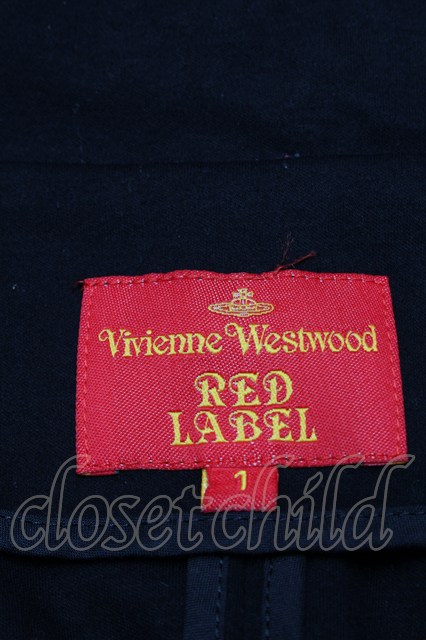 Vivienne Westwood
RED
LABEL
1
closet child